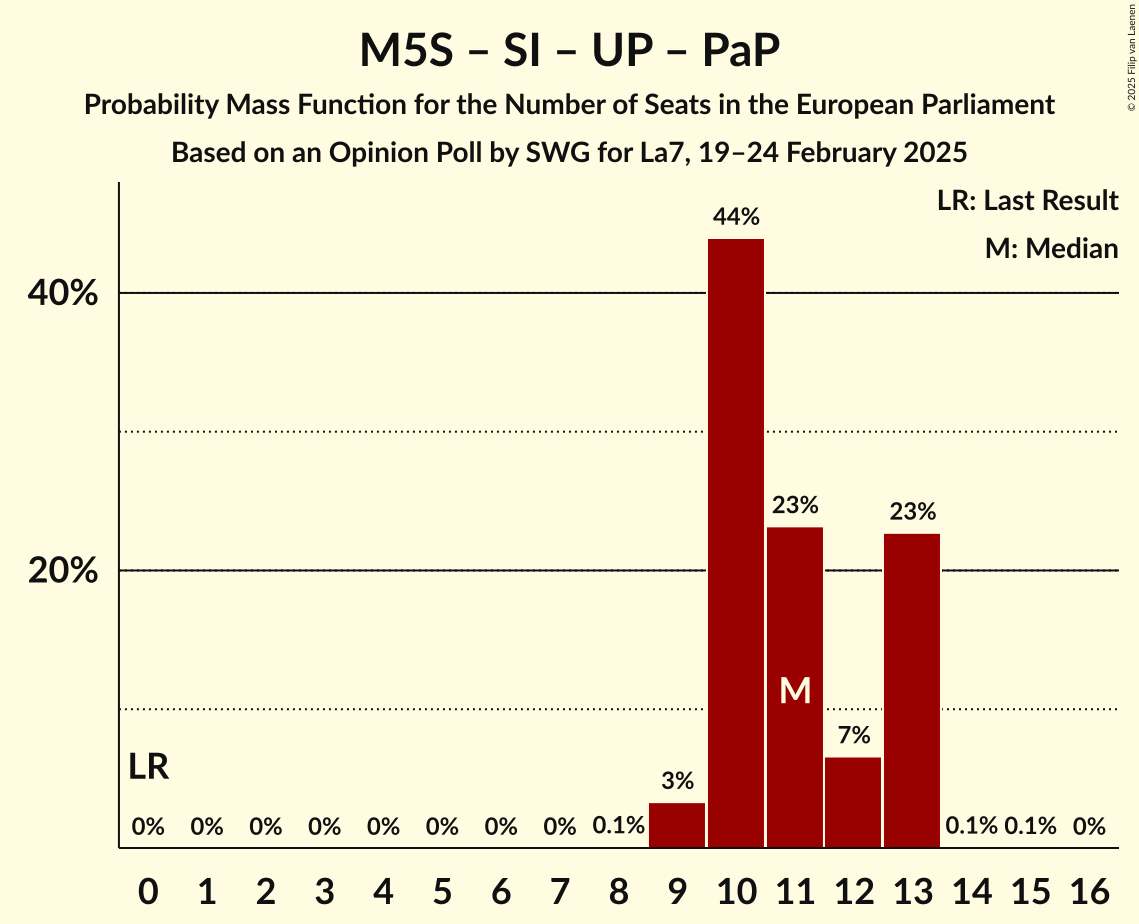 M5S – SI – UP – PaP
Probability Mass Function for the Number of Seats in the European Parliament
Based on an Opinion Poll by SWG for La7, 19–24 February 2025
© 2025 Filip van Laenen
LR: Last Result
M: Median
44%
40%
23%
23%
20%
M
7%
LR
3%
0% 0% 0% 0% 0% 0% 0% 0% 0.1% 0.1% 0.1% 0%
0 1 2 3 4 5 6 7 8 9 10 11 12 13 14 15 16